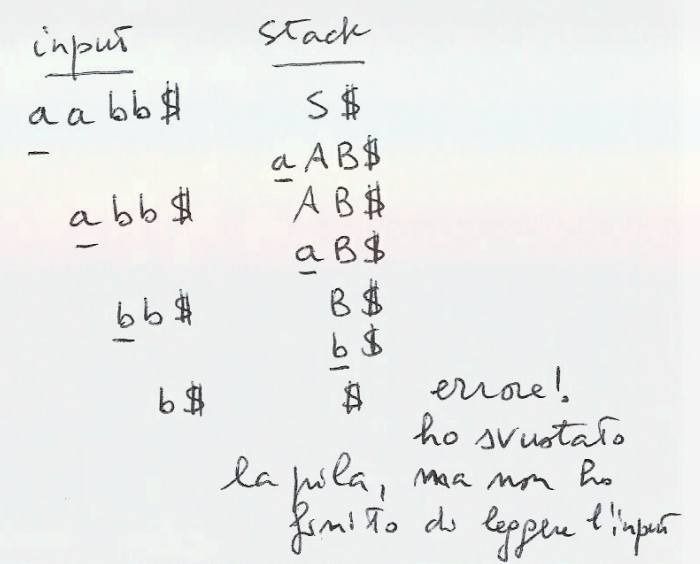 input stack
aabb$ S$
aAB$
abb$ AB$
aB$
bb$ B$
b$
b$ $ errore!
ho svuotato
la pila, ma non ho
finito di leggere l'input